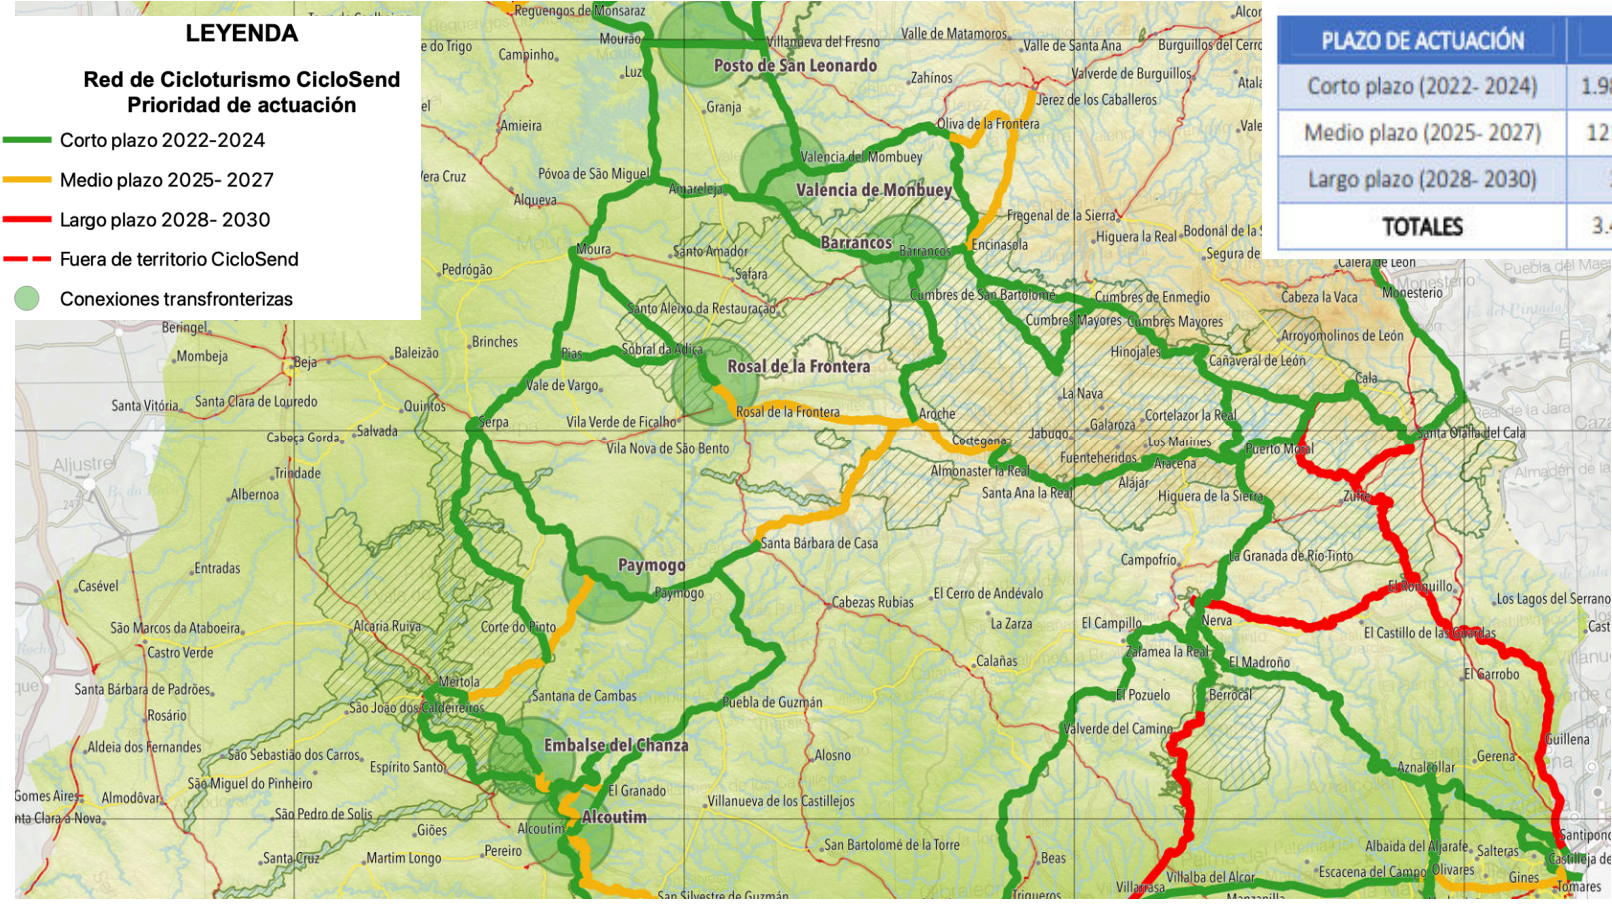 LEYENDA
Red de Cicloturismo CicloSend
Prioridad de actuación
Corto plazo 2022-2024
Medio plazo 2025- 2027
Largo plazo 2028- 2030
Fuera de territorio CicloSend
Conexiones transfronterizas
PLAZO DE ACTUACIÓN
Corto plazo (2022- 2024)
Medio plazo (2025- 2027)
12
Largo plazo (2028- 2030)
TOTALES
Reguengos de Monsaraz
Mourão
Campinho
Luz
Granja
Amieira
Villanueva del Fresno
Posto de San Leonardo
Valle de Matamoros
Valle de Santa Ana
Burguillos del Cerro
Zahínos
Valverde de Burguillos
Jerez de los Caballeros
Oliva de la Frontera
Valencia del Mombuey
Valencia de Monbuey
Póvoa de São Miguel
Amareleja
Vera Cruz
Alqueva
Fregenal de la Sierra
Higuera la Real
Barrancos
Barrancos
Encinasola
Moura
Santo Amador
Safara
Pedrógão
Calera de León
Monesterio
Cabeza la Vaca
Cumbres de San Bartolomé
Cumbres de Enmedio
Cumbres Mayores
Cumbres Mayores
Arroyomolinos de León
Santo Aleixo da Restauração
Beringel
Mombeja
Beja
Baleizão
Brinches
Pias
Sobral da Adiça
Rosal de la Frontera
Hinojales
Cañaveral de León
Cala
Vale de Vargo
La Nava
Santa Vitória
Santa Clara de Louredo
Quintos
Serpa
Vila Verde de Ficalho
Rosal de la Frontera
Aroche
Cortelazor la Real
Galaroza
Jabugo
Los Marines
Cabeça Gorda
Salvada
Vila Nova de São Bento
Cortegana
Fuenteheridos
Puerto Moral
Santa Olalla del Cala
Aljustrel
Trindade
Almonaster la Real
Aracena
Alájar
Albernoa
Santa Ana la Real
Higuera de la Sierra
Zufre
Santa Bárbara de Casa
Campofrío
La Granada de Río-Tinto
Entradas
Paymogo
Paymogo
Casével
Cabezas Rubias
El Cerro de Andévalo
El Ronquillo
Los Lagos del Serrano
São Marcos da Ataboeira
Alcaria Ruiva
Corte do Pinto
La Zarza
El Campillo
Nerva
El Castillo de las Guardas
Castro Verde
Zalamea la Real
El Madroño
Calañas
El Garrobo
Santa Bárbara de Padrões
Mértola
Santana de Cambas
El Pozuelo
Berrocal
São João dos Caldeireiros
Puebla de Guzmán
Rosário
Valverde del Camino
Guillena
Aldeia dos Fernandes
São Sebastião dos Carros
Embalse del Chanza
Alosno
Gerena
Espírito Santo
Aznalcóllar
São Miguel do Pinheiro
El Granado
Gomes Aires
Almodôvar
Villanueva de los Castillejos
São Pedro de Solis
Alcoutim
Alcoutim
Giões
Santa Cruz
Martim Longo
Pereiro
San Bartolomé de la Torre
Beas
Albaida del Aljarafe
Salteras
Escacena del Campo
Olivares
Gines
Villalba del Alcor
Villarrasa
Tomares
San Silvestre de Guzmán
Trigueros
Manzanilla